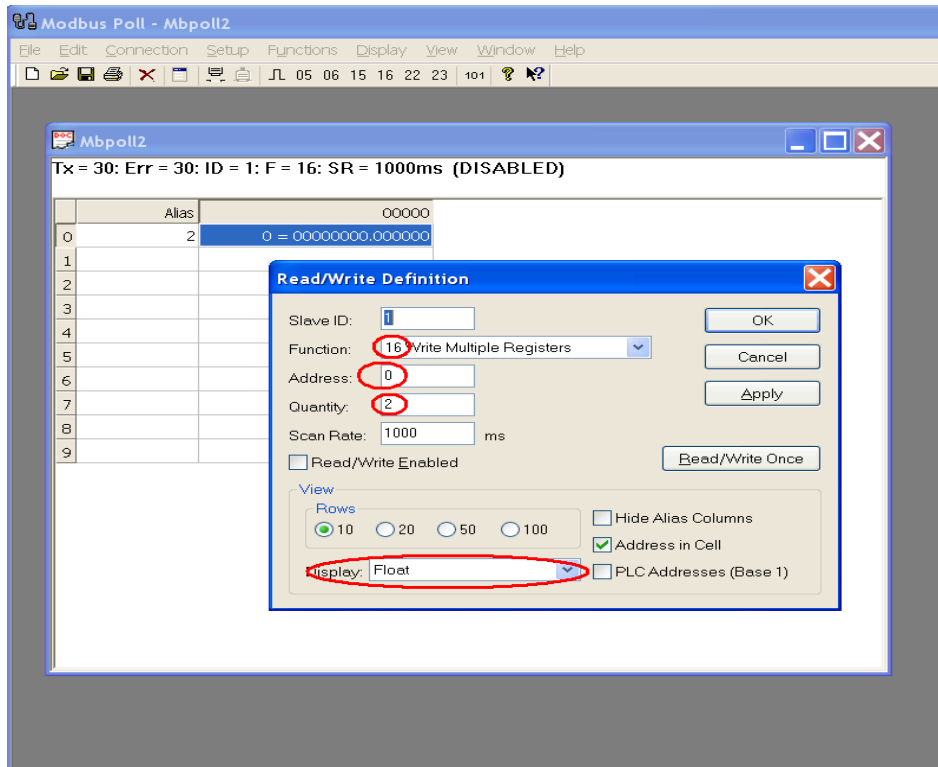 Modbus Poll - Mbpoll2
File Edit Connection Setup Functions Display View Window Help
05 06 15 16 22 23 101
DOC Mbpoll2
Tx = 30: Err = 30: ID = 1: F = 16: SR = 1000ms (DISABLED)
Alias 00000
0 2 0 = 00000000.000000
1
2
3
4
5
6
7
8
9
Read/Write Definition
Slave ID: 1
OK
Function: 16 Write Multiple Registers
Cancel
Address: 0
Apply
Quantity: 2
Scan Rate: 1000 ms
Read/Write Enabled
Read/Write Once
View
Rows
10 20 50 100
Hide Alias Columns
Address in Cell
Display: Float
PLC Addresses (Base 1)